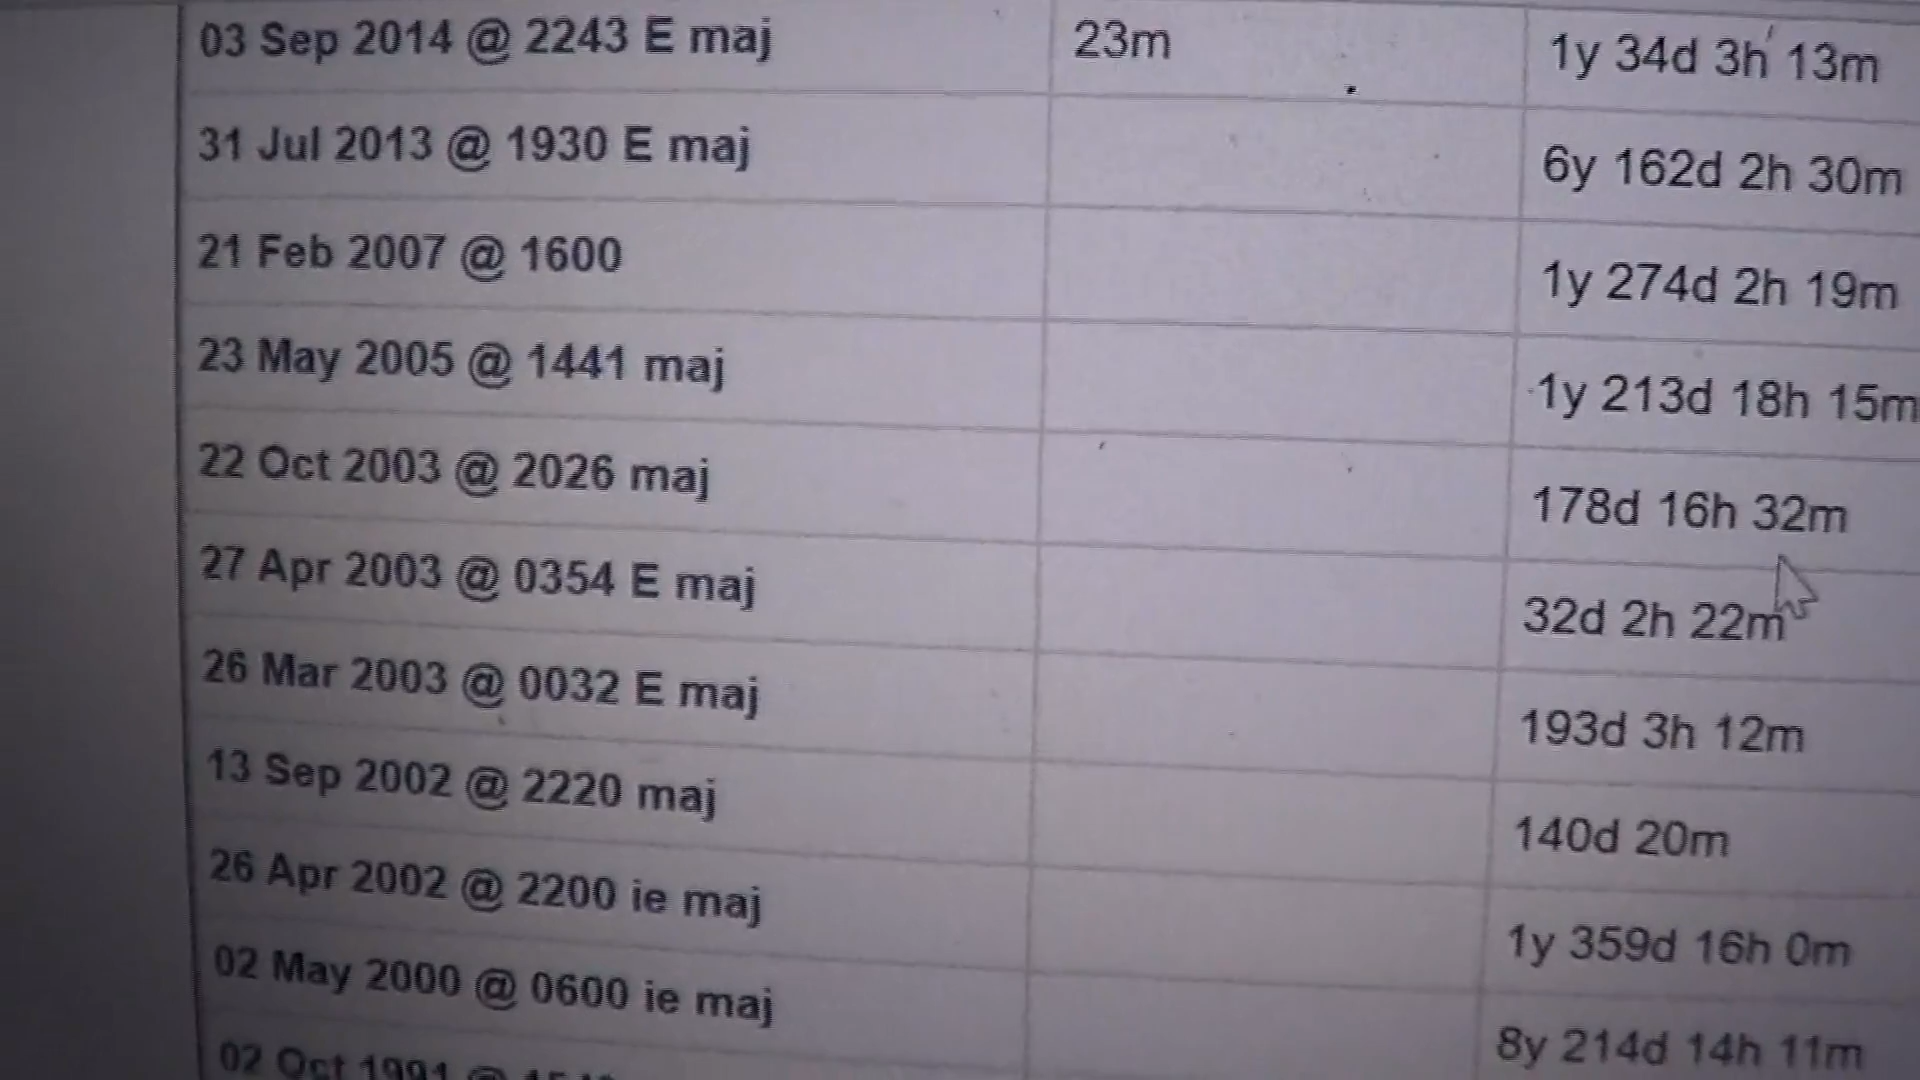 03 Sep 2014 @ 2243 E maj 23m 1y 34d 3h 13m
31 Jul 2013 @ 1930 E maj 6y 162d 2h 30m
21 Feb 2007 @ 1600 1y 274d 2h 19m
23 May 2005 @ 1441 maj 1y 213d 18h 15m
22 Oct 2003 @ 2026 maj 178d 16h 32m
27 Apr 2003 @ 0354 E maj 32d 2h 22m
26 Mar 2003 @ 0032 E maj 193d 3h 12m
13 Sep 2002 @ 2220 maj 140d 20m
26 Apr 2002 @ 2200 ie maj 1y 359d 16h 0m
02 May 2000 @ 0600 ie maj 8y 214d 14h 11m
02 Oct 1991 @